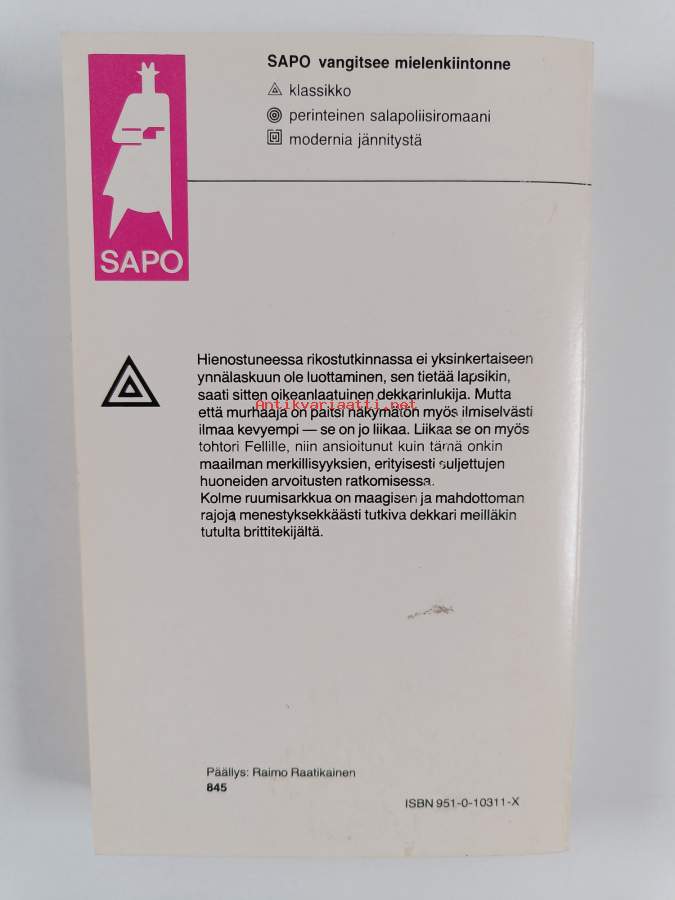 SAPO vangitsee mielenkiintonne
klassikko
perinteinen salapoliisiromaani
modernia jännitystä
SAPO
Hienostuneessa rikostutkinnassa ei yksinkertaiseen
ynnälaskuun ole luottaminen, sen tietää lapsikin,
saati sitten oikeanlaatuinen dekkarinlukija. Mutta
Antikvariaatti.net
että murhaaja on paitsi näkymätön myös ilmiselvästi
ilmaa kevyempi — se on jo liikaa. Liikaa se on myös
tohtori Fellille, niin ansioitunut kuin tämä onkin
maailman merkillisyyksien, erityisesti suljettujen
huoneiden arvoitusten ratkomisessa.
Kolme ruumisarkkua on maagisen ja mahdottoman
rajoja menestyksekkäästi tutkiva dekkari meilläkin
tutulta brittitekijältä.
Päällys: Raimo Raatikainen
845
ISBN 951-0-10311-X